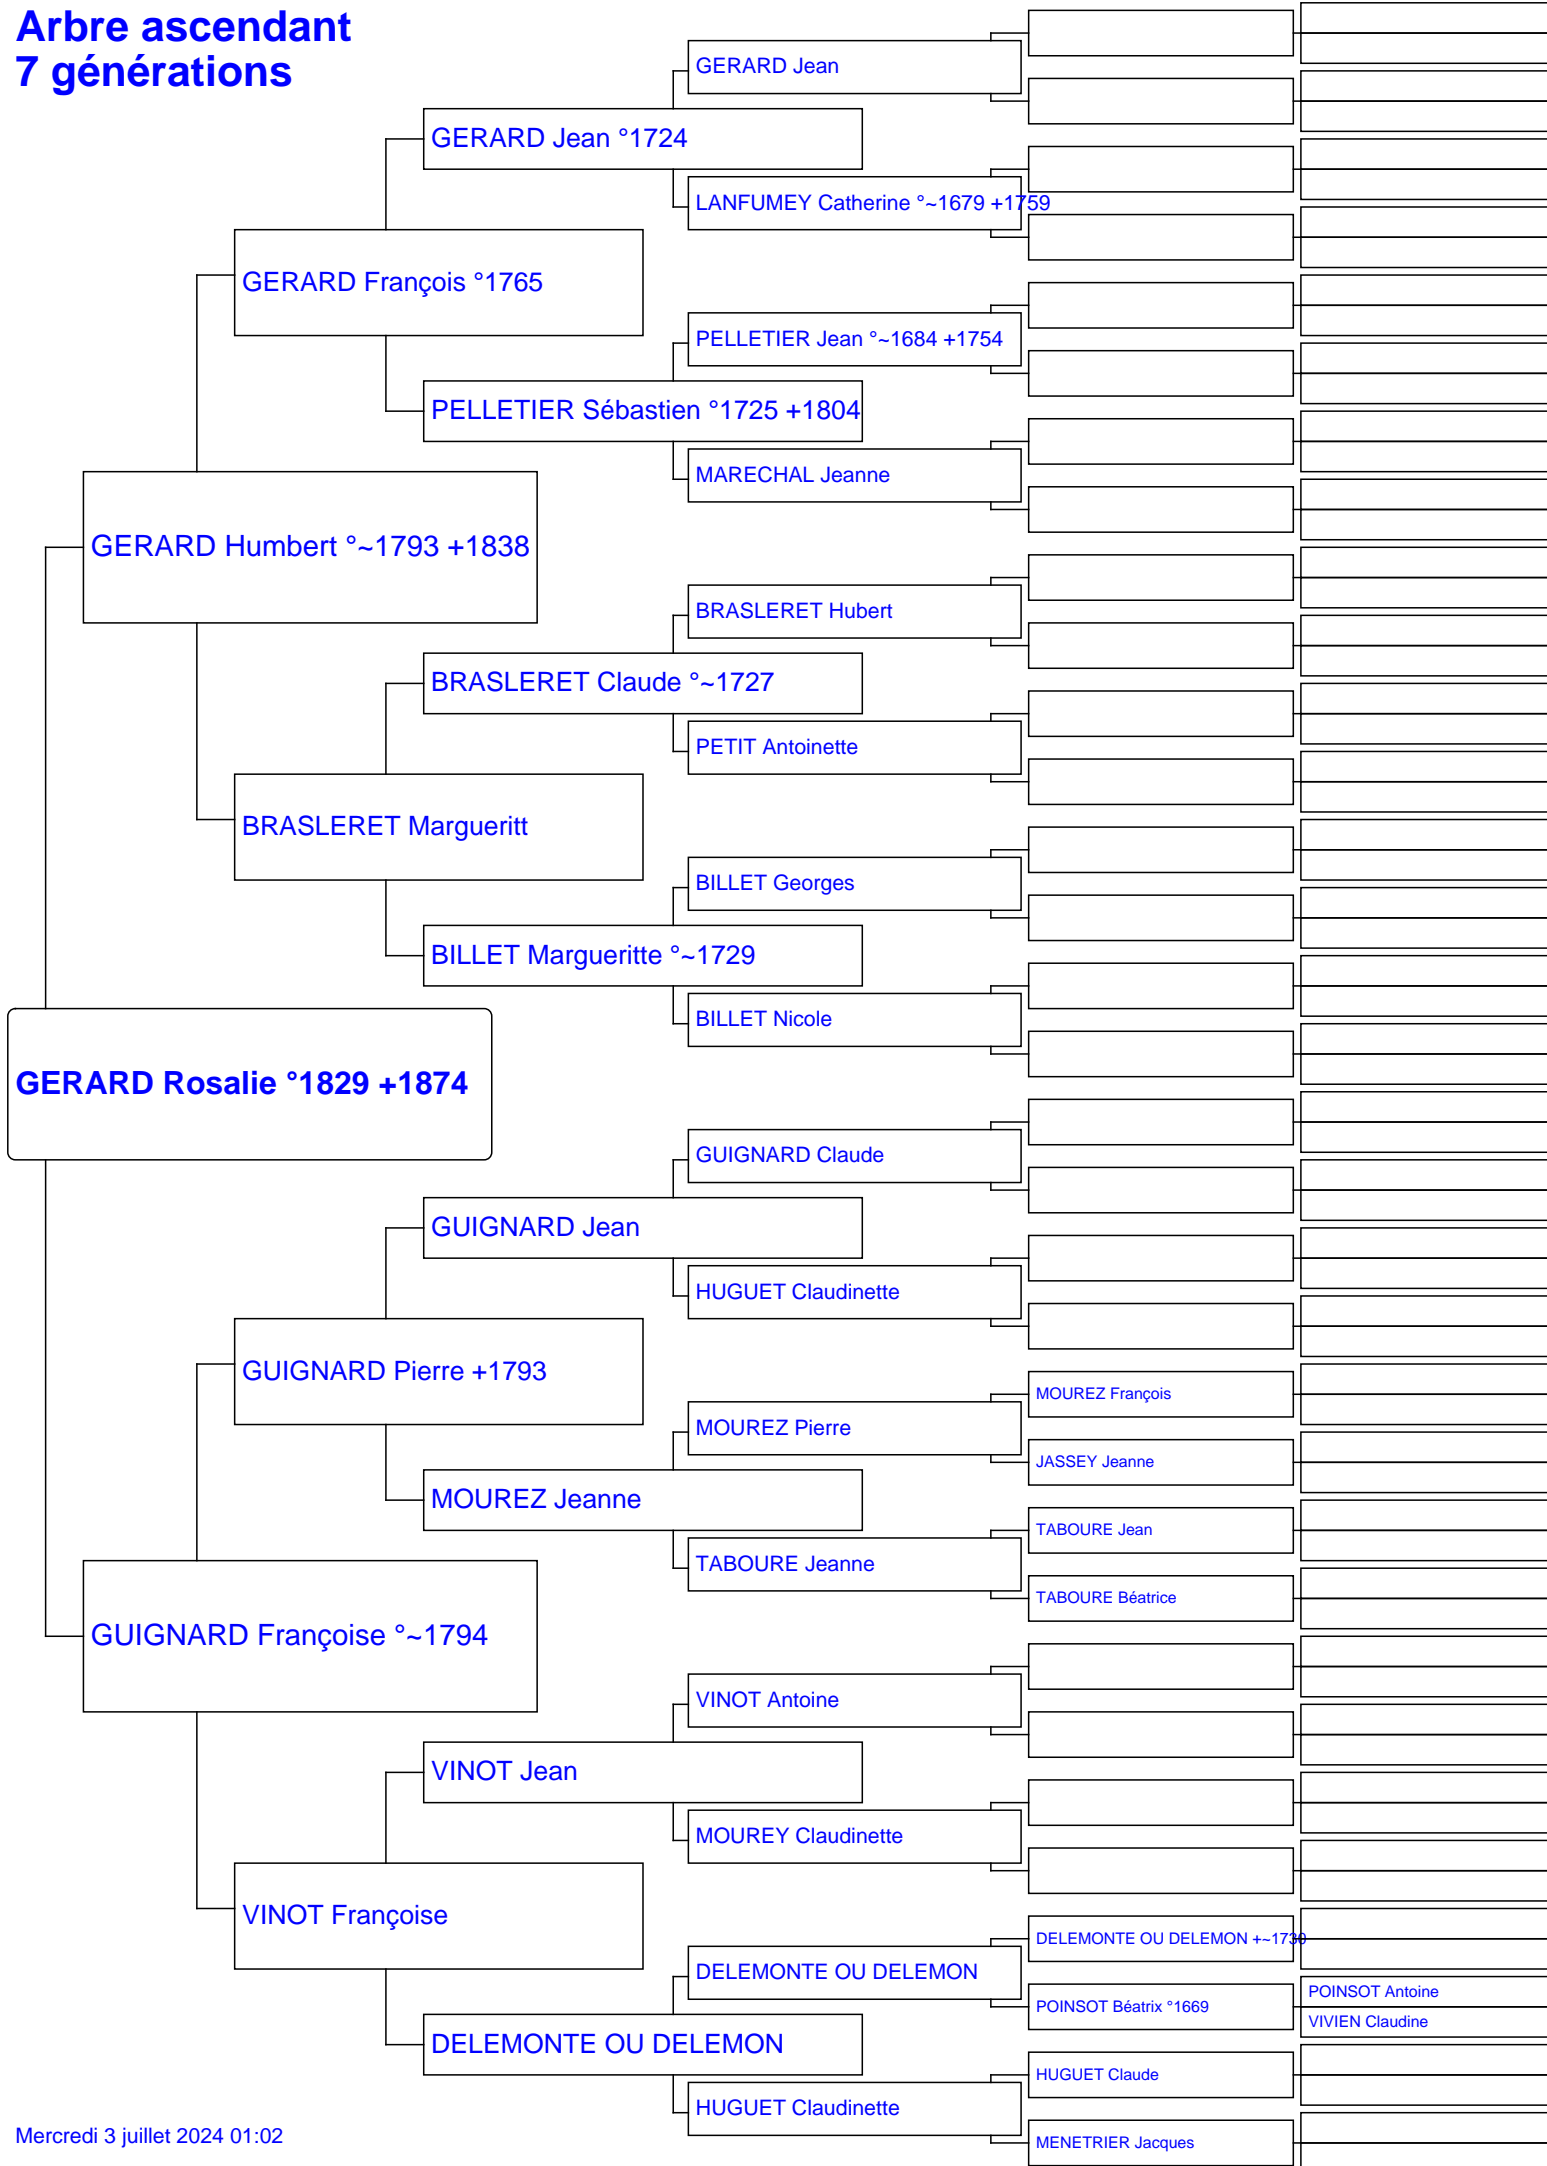 Arbre ascendant
7 générations
GERARD Jean
GERARD Jean °1724
LANFUMEY Catherine °~1679 +1759
GERARD François °1765
PELLETIER Jean °~1684 +1754
PELLETIER Sébastien °1725 +1804
MARECHAL Jeanne
GERARD Humbert °~1793 +1838
BRASLERET Hubert
BRASLERET Claude °~1727
PETIT Antoinette
BRASLERET Margueritt
BILLET Georges
BILLET Margueritte °~1729
BILLET Nicole
GERARD Rosalie °1829 +1874
GUIGNARD Claude
GUIGNARD Jean
HUGUET Claudinette
GUIGNARD Pierre +1793
MOUREZ François
MOUREZ Pierre
JASSEY Jeanne
MOUREZ Jeanne
TABOURE Jean
TABOURE Jeanne
TABOURE Béatrice
GUIGNARD Françoise °~1794
VINOT Antoine
VINOT Jean
MOUREY Claudinette
VINOT Françoise
DELEMONTE OU DELEMON +~1730
DELEMONTE OU DELEMON
POINSOT Antoine
POINSOT Béatrix °1669
VIVIEN Claudine
DELEMONTE OU DELEMON
HUGUET Claude
HUGUET Claudinette
MENETRIER Jacques
Mercredi 3 juillet 2024 01:02